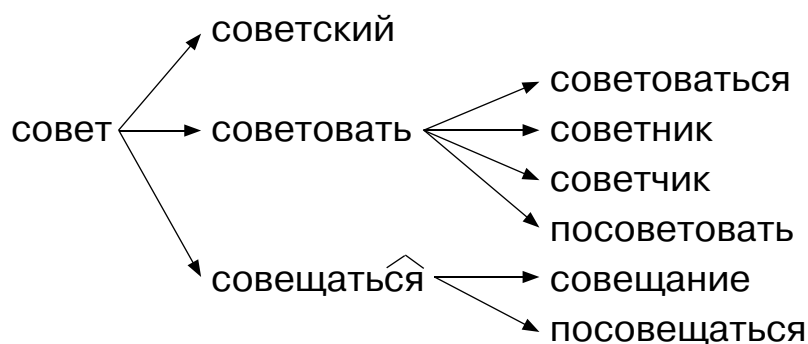 советский
советоваться
совет
советовать
советник
советчик
посоветовать
совещаться
совещание
посовещаться